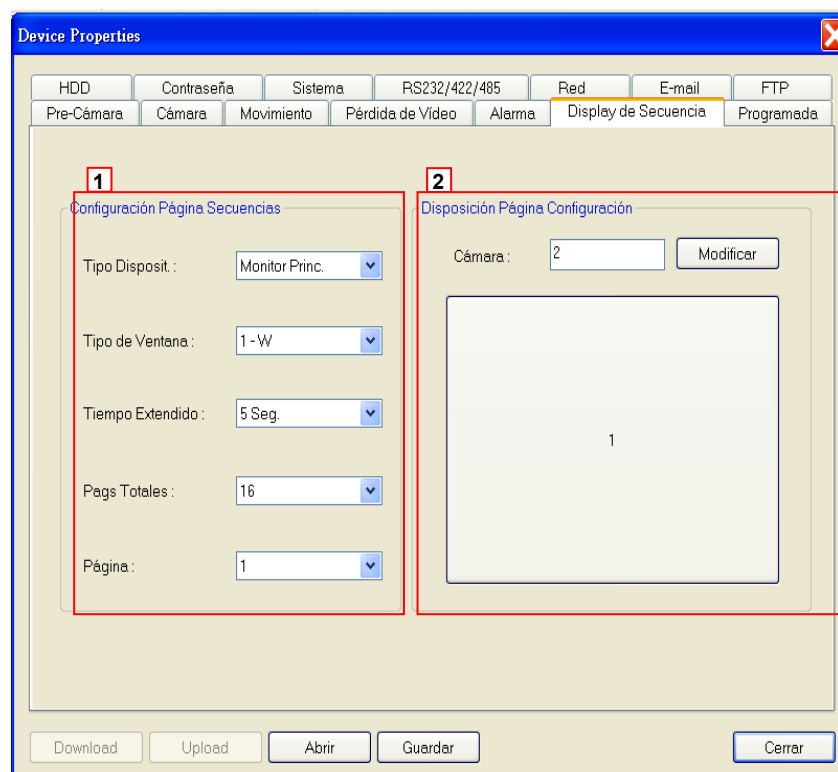 Device Properties
HDD Contraseña Sistema RS232/422/485 Red E-mail FTP
Pre-Cámara Cámara Movimiento Pérdida de Vídeo Alarma Display de Secuencia Programada
1 2
Configuración Página Secuencias Disposición Página Configuración
Tipo Disposit. : Monitor Princ. Cámara : 2 Modificar
Tipo de Ventana : 1 - W
Tiempo Extendido : 5 Seg.
1
Pags Totales : 16
Página : 1
Download Upload Abrir Guardar Cerrar